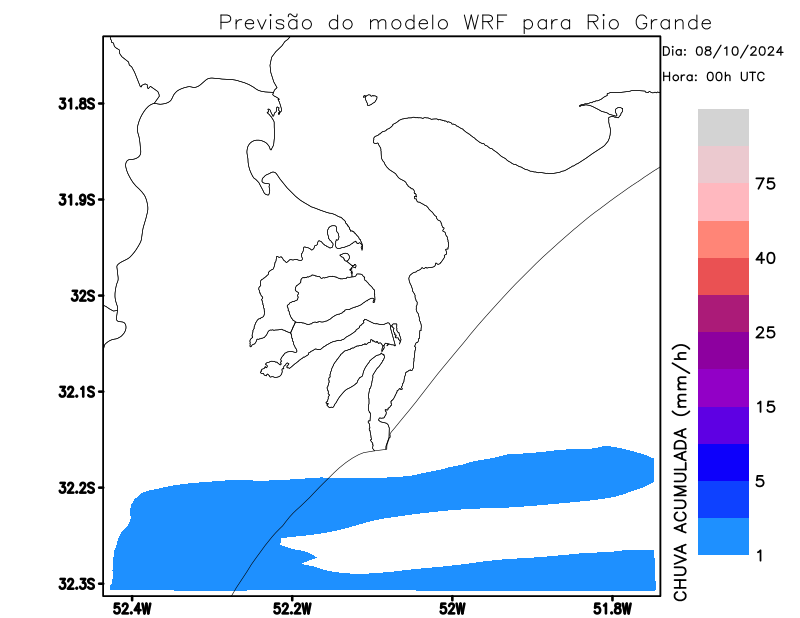 Previsão do modelo WRF para Rio Grande
Dia: 08/10/2024
Hora: 00h UTC
31.8S
31.9S
32S
32.1S
32.2S
32.3S
52.4W
52.2W
52W
51.8W
75
40
25
15
5
1
CHUVA ACUMULADA (mm/h)